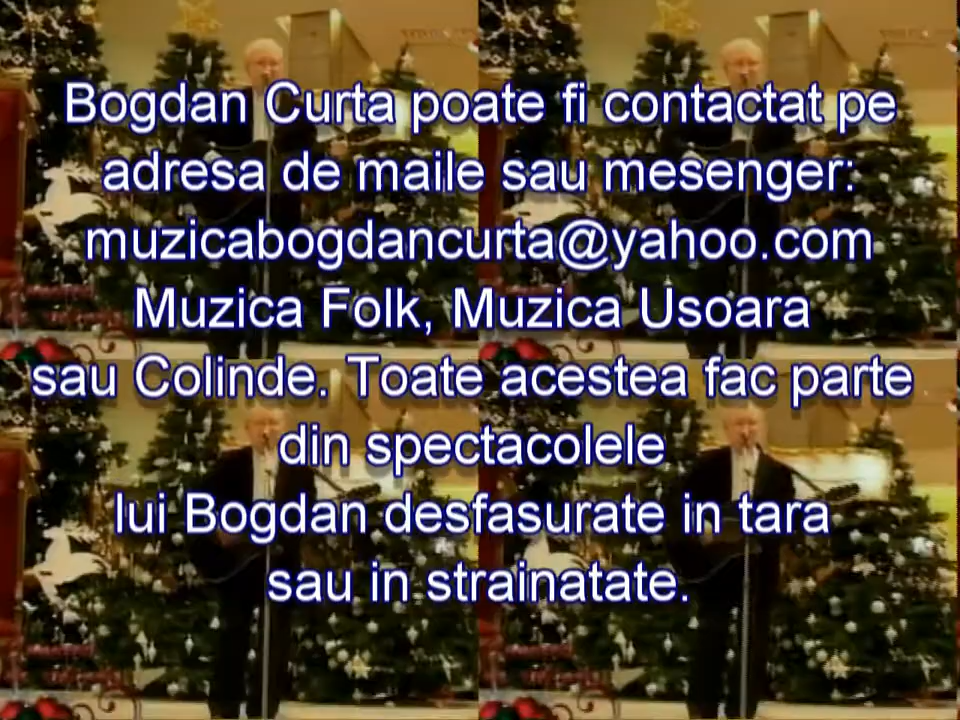 Bogdan Curta poate fi contactat pe
adresa de maile sau mesenger:
muzicabogdancurta@yahoo.com
Muzica Folk, Muzica Usoara
sau Colinde. Toate acestea fac parte
din spectacolele
lui Bogdan desfasurate in tara
sau in strainatate.